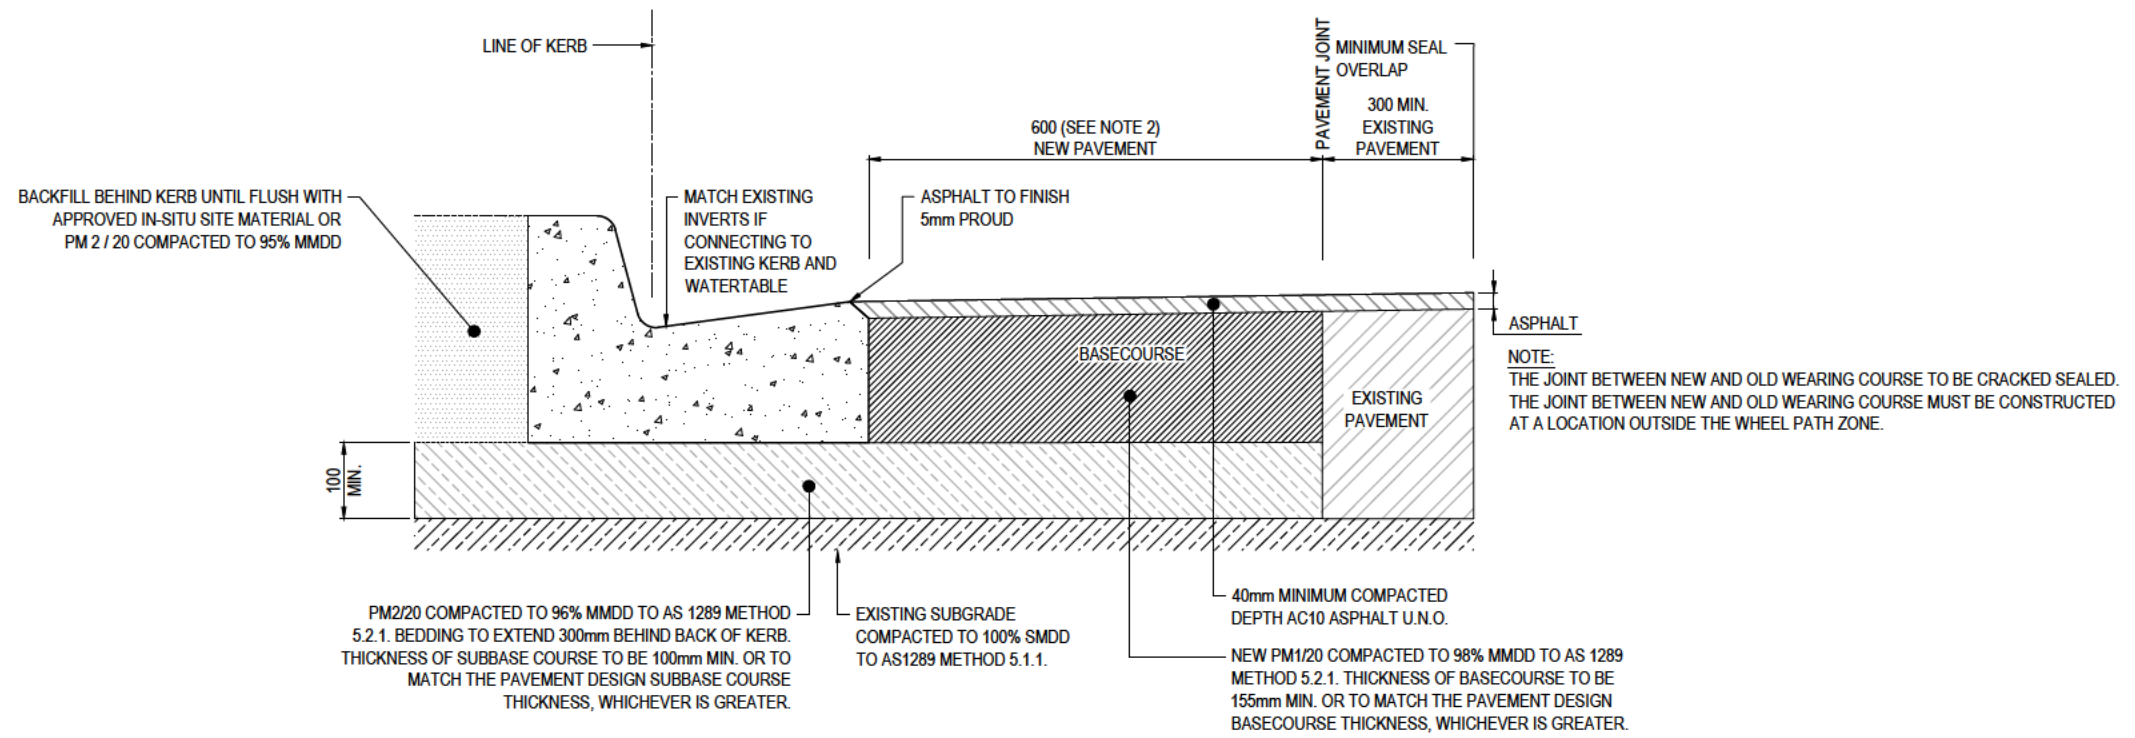 LINE OF KERB
PAVEMENT JOINT
MINIMUM SEAL
OVERLAP
300 MIN.
EXISTING
PAVEMENT
600 (SEE NOTE 2)
NEW PAVEMENT
BACKFILL BEHIND KERB UNTIL FLUSH WITH
APPROVED IN-SITU SITE MATERIAL OR
PM 2 / 20 COMPACTED TO 95% MMDD
MATCH EXISTING
INVERTS IF
CONNECTING TO
EXISTING KERB AND
WATERTABLE
ASPHALT TO FINISH
5mm PROUD
ASPHALT
NOTE:
THE JOINT BETWEEN NEW AND OLD WEARING COURSE TO BE CRACKED SEALED.
THE JOINT BETWEEN NEW AND OLD WEARING COURSE MUST BE CONSTRUCTED
AT A LOCATION OUTSIDE THE WHEEL PATH ZONE.
BASECOURSE
EXISTING
PAVEMENT
100
MIN.
PM2/20 COMPACTED TO 96% MMDD TO AS 1289 METHOD
5.2.1. BEDDING TO EXTEND 300mm BEHIND BACK OF KERB.
THICKNESS OF SUBBASE COURSE TO BE 100mm MIN. OR TO
MATCH THE PAVEMENT DESIGN SUBBASE COURSE
THICKNESS, WHICHEVER IS GREATER.
EXISTING SUBGRADE
COMPACTED TO 100% SMDD
TO AS1289 METHOD 5.1.1.
40mm MINIMUM COMPACTED
DEPTH AC10 ASPHALT U.N.O.
NEW PM1/20 COMPACTED TO 98% MMDD TO AS 1289
METHOD 5.2.1. THICKNESS OF BASECOURSE TO BE
155mm MIN. OR TO MATCH THE PAVEMENT DESIGN
BASECOURSE THICKNESS, WHICHEVER IS GREATER.